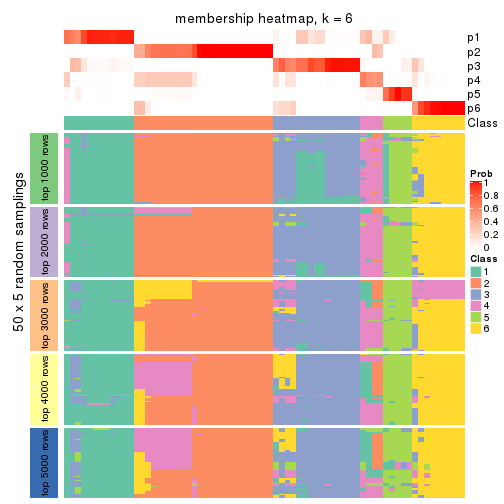 membership heatmap, k = 6
p1
p2
p3
p4
p5
p6
Class
50 x 5 random samplings
top 1000 rows
top 2000 rows
top 3000 rows
top 4000 rows
top 5000 rows
Prob
1
0.8
0.6
0.4
0.2
0
Class
1
2
3
4
5
6